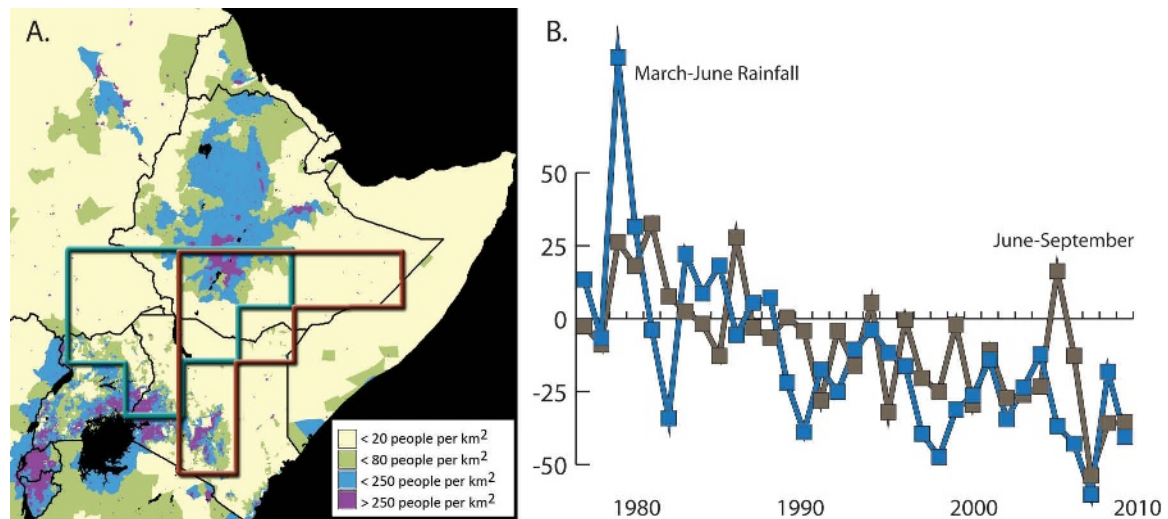 A.
< 20 people per km2
< 80 people per km2
< 250 people per km2
> 250 people per km2
B.
March-June Rainfall
June-September
50
25
0
-25
-50
1980
1990
2000
2010